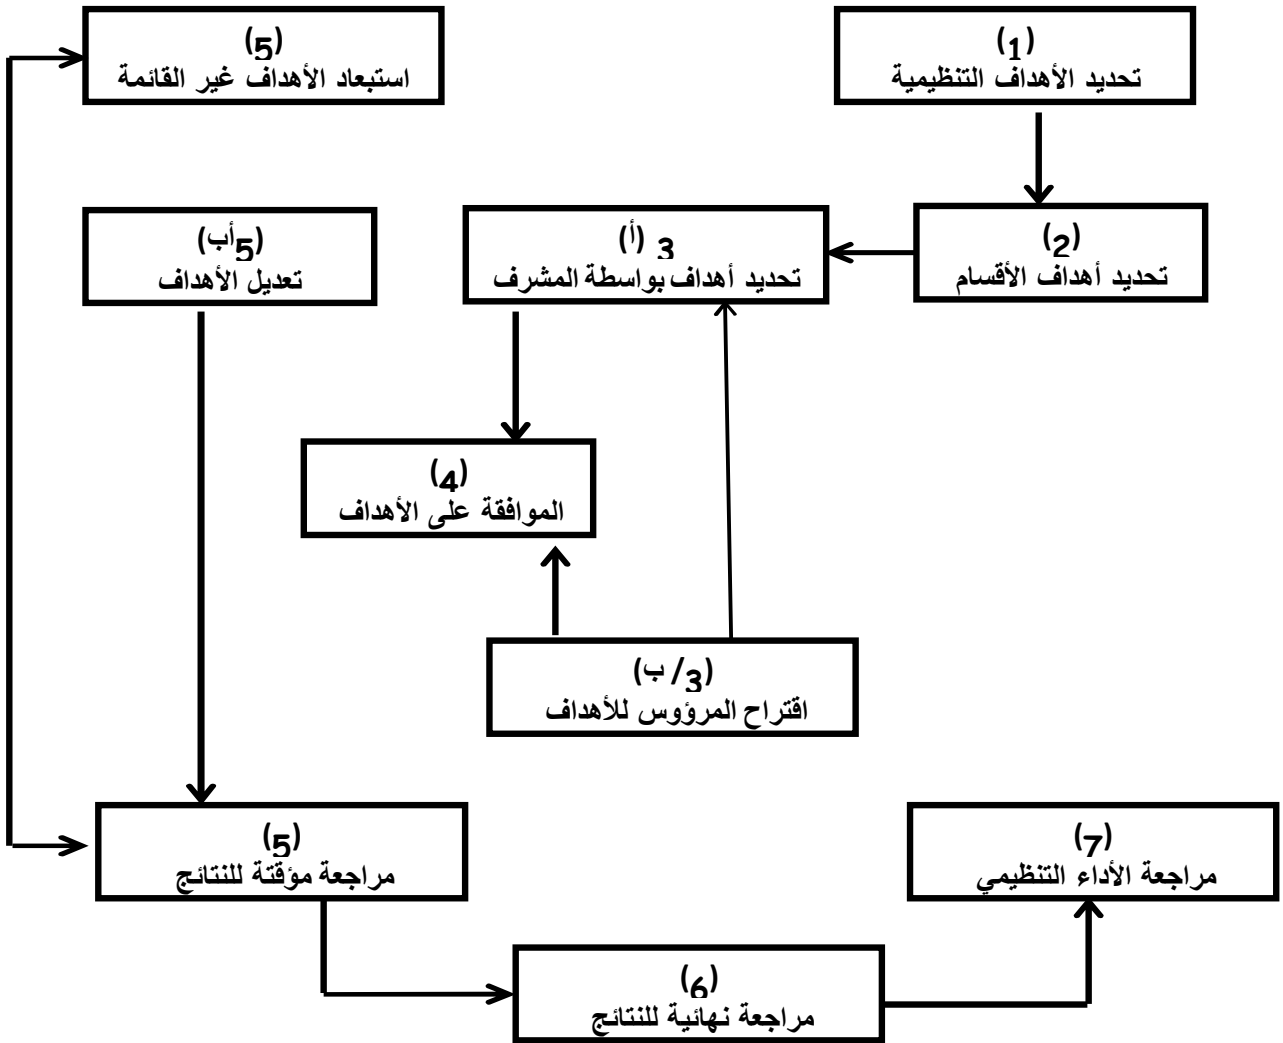 (1)
تحديد الأهداف التنظيمية
(5)
استبعاد الأهداف غير القائمة
(2)
تحديد أهداف الأقسام
3 (أ)
تحديد أهداف بواسطة المشرف
(5أب)
تعديل الأهداف
(4)
الموافقة على الأهداف
(3/ب)
اقتراح المرؤوس للأهداف
(5)
مراجعة مؤقتة للنتائج
(7)
مراجعة الأداء التنظيمي
(6)
مراجعة نهائية للنتائج